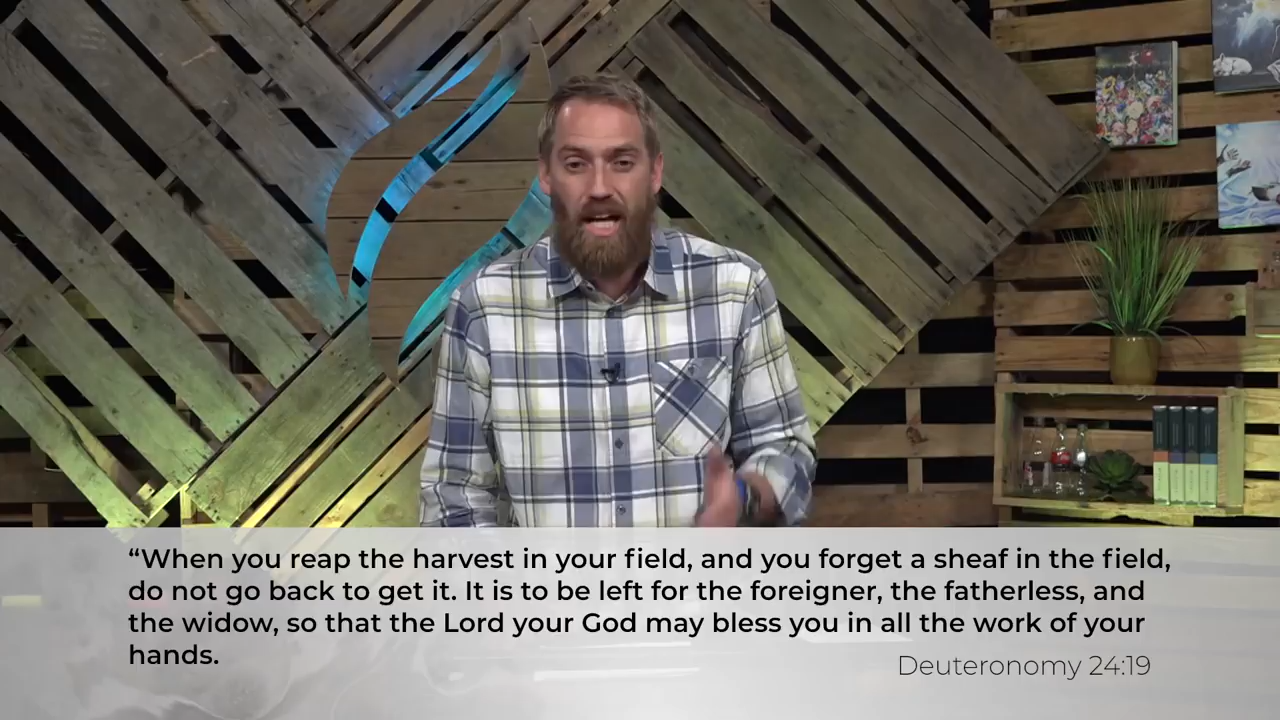 “When you reap the harvest in your field, and you forget a sheaf in the field,
do not go back to get it. It is to be left for the foreigner, the fatherless, and
the widow, so that the Lord your God may bless you in all the work of your
hands.
Deuteronomy 24:19